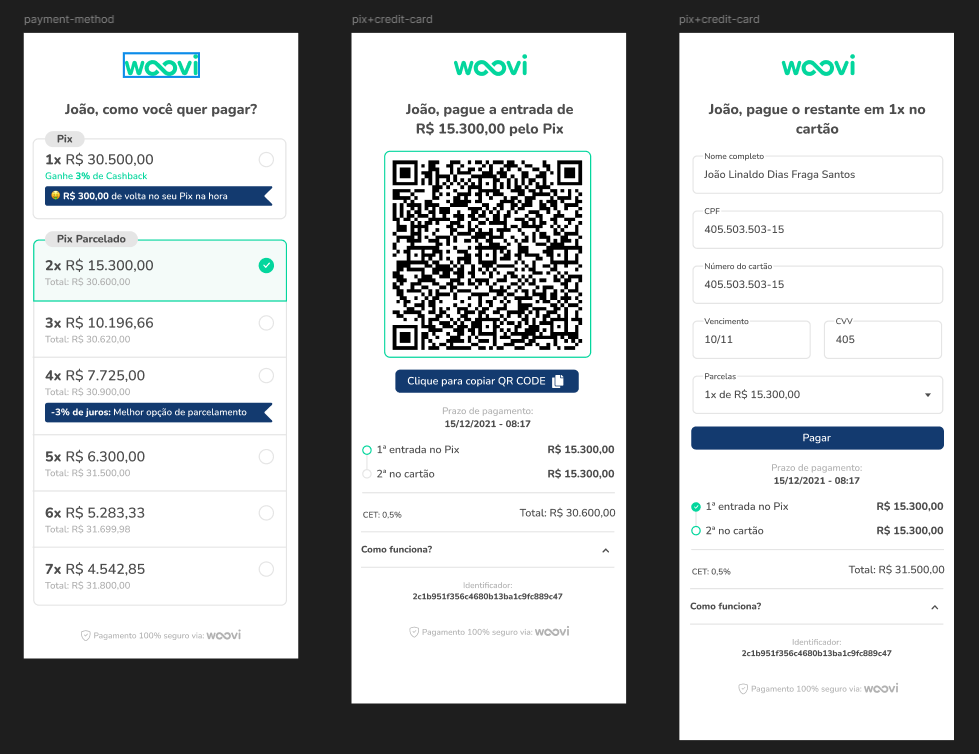 payment-method
woovi
João, como você quer pagar?
Pix
1x R$ 30.500,00
Ganhe 3% de Cashback
🤑 R$ 300,00 de volta no seu Pix na hora
Pix Parcelado
2x R$ 15.300,00
Total: R$ 30.600,00
3x R$ 10.196,66
Total: R$ 30.620,00
4x R$ 7.725,00
Total: R$ 30.900,00
-3% de juros: Melhor opção de parcelamento
5x R$ 6.300,00
Total: R$ 31.500,00
6x R$ 5.283,33
Total: R$ 31.699,98
7x R$ 4.542,85
Total: R$ 31.800,00
Pagamento 100% seguro via: woovi
pix+credit-card
woovi
João, pague a entrada de
R$ 15.300,00 pelo Pix
Clique para copiar QR CODE
Prazo de pagamento:
15/12/2021 - 08:17
1ª entrada no Pix R$ 15.300,00
2ª no cartão R$ 15.300,00
CET: 0,5% Total: R$ 30.600,00
Como funciona?
Identificador:
2c1b951f356c4680b13ba1c9fc889c47
Pagamento 100% seguro via: woovi
pix+credit-card
woovi
João, pague o restante em 1x no
cartão
Nome completo
João Linaldo Dias Fraga Santos
CPF
405.503.503-15
Número do cartão
405.503.503-15
Vencimento CVV
10/11 405
Parcelas
1x de R$ 15.300,00
Pagar
Prazo de pagamento:
15/12/2021 - 08:17
1ª entrada no Pix R$ 15.300,00
2ª no cartão R$ 15.300,00
CET: 0,5% Total: R$ 31.500,00
Como funciona?
Identificador:
2c1b951f356c4680b13ba1c9fc889c47
Pagamento 100% seguro via: woovi